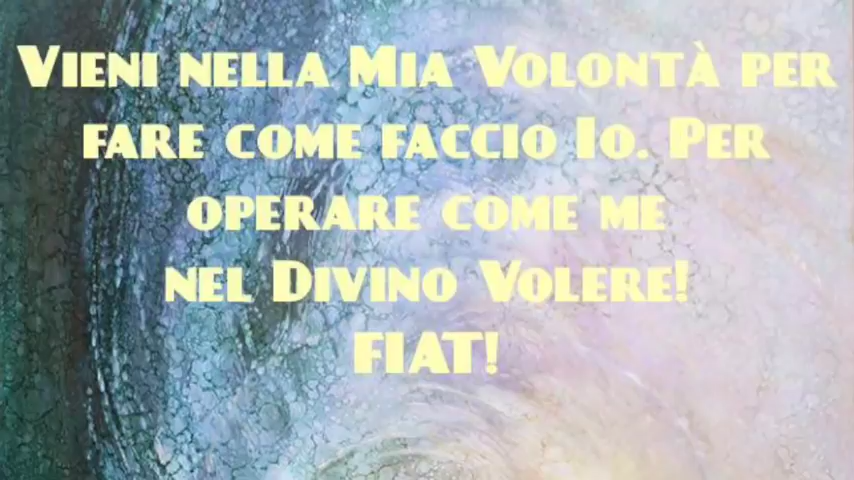 Vieni nella Mia Volontà per
fare come faccio Io. Per
operare come me
nel Divino Volere!
FIAT!